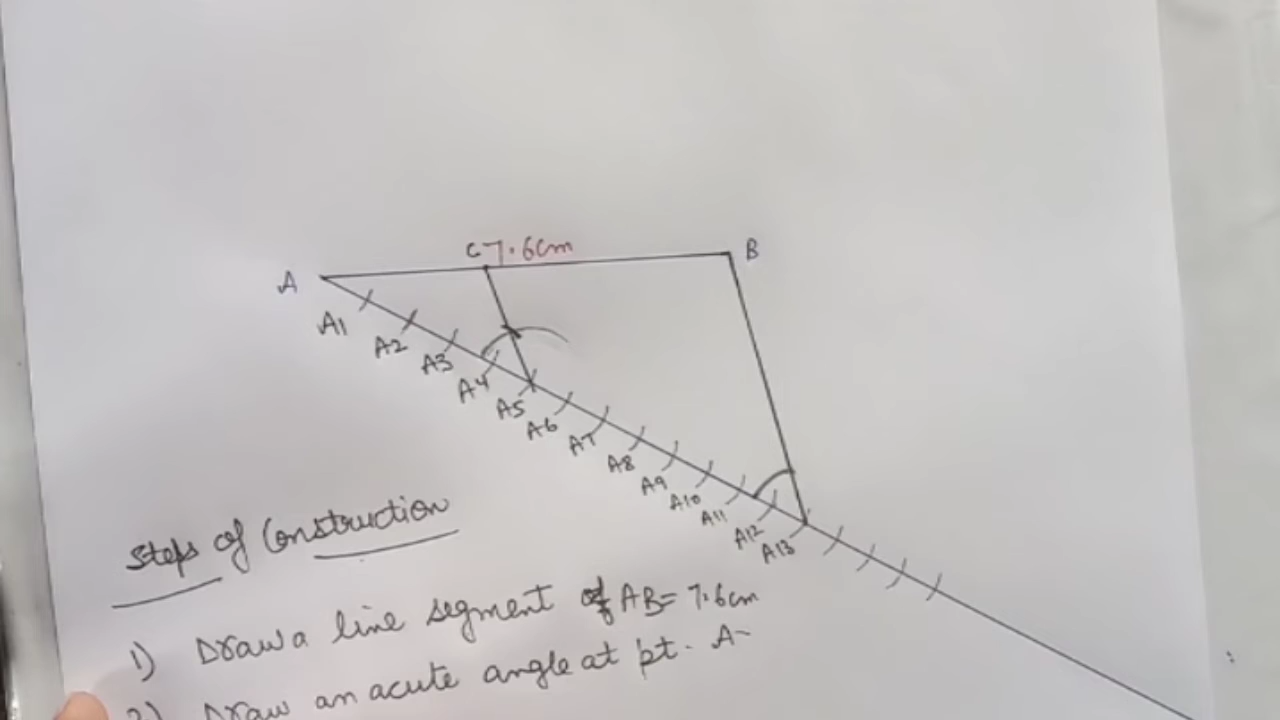 C 7.6cm
A
B
A1
A2
A3
A4
A5
A6
A7
A8
A9
A10
A11
A12
A13
Steps of Construction
1) Draw a line segment of AB = 7.6cm
2) Draw an acute angle at pt. A